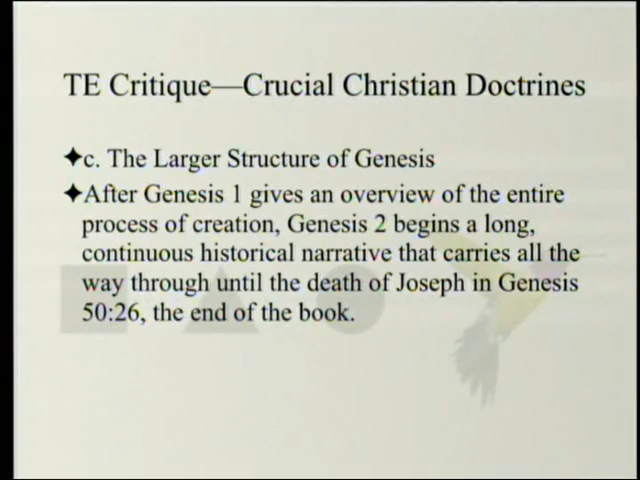 TE Critique—Crucial Christian Doctrines
✦c. The Larger Structure of Genesis
✦After Genesis 1 gives an overview of the entire
process of creation, Genesis 2 begins a long,
continuous historical narrative that carries all the
way through until the death of Joseph in Genesis
50:26, the end of the book.